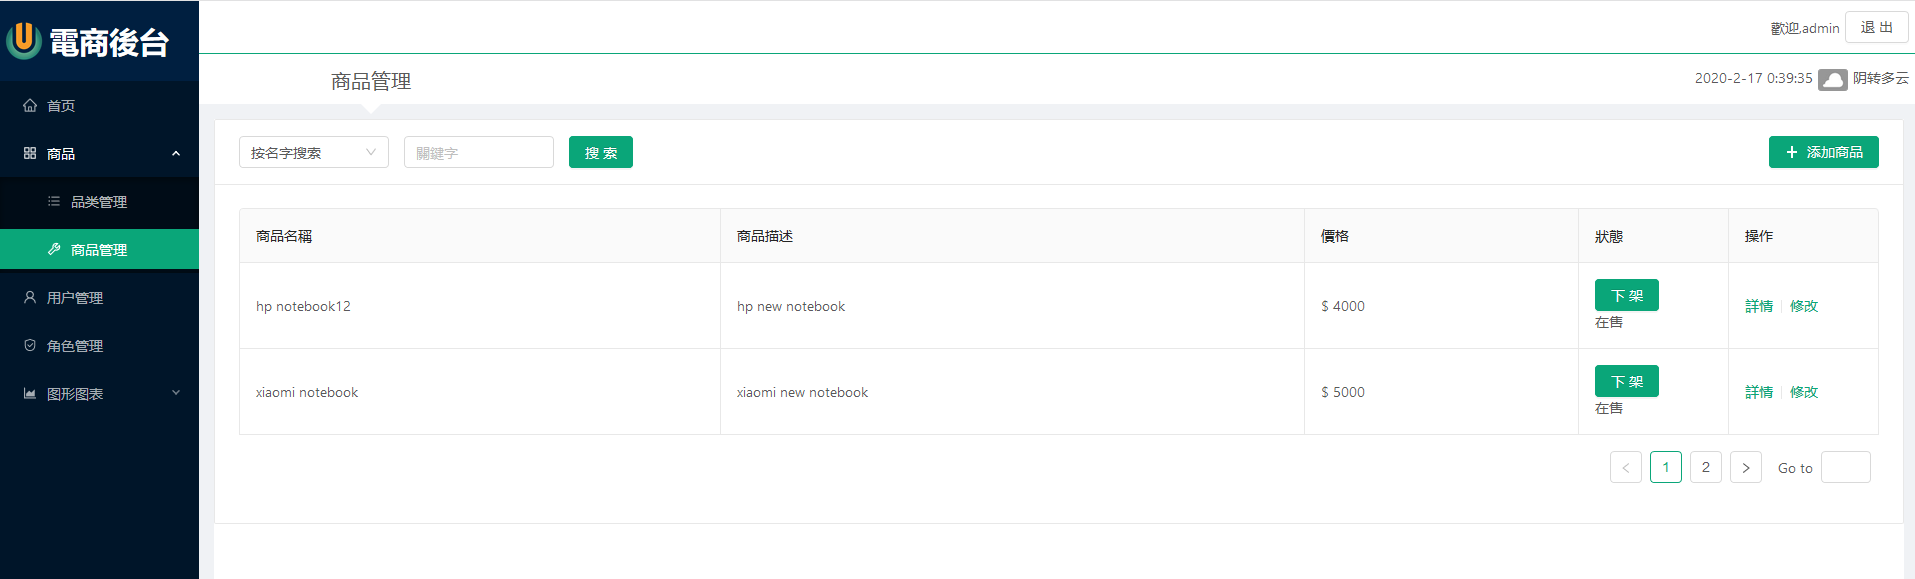 電商後台
首页
商品
品类管理
商品管理
用户管理
角色管理
图形图表
歡迎,admin 退 出
商品管理
2020-2-17 0:39:35 阴转多云
按名字搜索 關鍵字 搜 索 添加商品
商品名稱 商品描述 價格 狀態 操作
hp notebook12 hp new notebook $ 4000 下 架 在售 詳情 修改
xiaomi notebook xiaomi new notebook $ 5000 下 架 在售 詳情 修改
< 1 2 > Go to